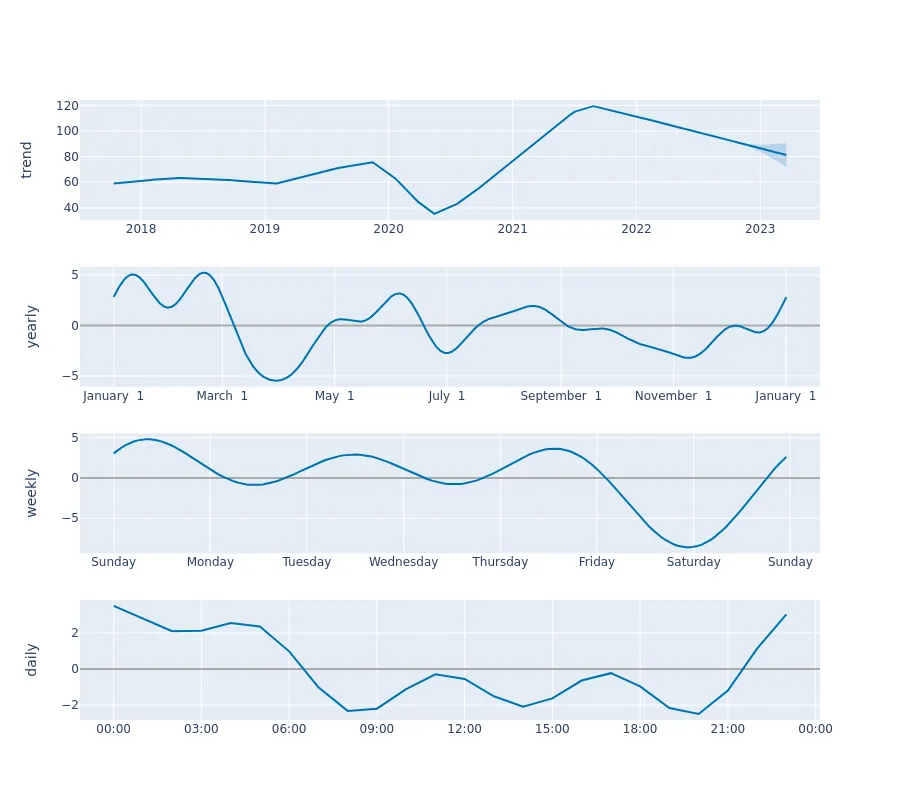 trend
120
100
80
60
40
2018 2019 2020 2021 2022 2023
yearly
5
0
−5
January 1 March 1 May 1 July 1 September 1 November 1 January 1
weekly
5
0
−5
Sunday Monday Tuesday Wednesday Thursday Friday Saturday Sunday
daily
2
0
−2
00:00 03:00 06:00 09:00 12:00 15:00 18:00 21:00 00:00